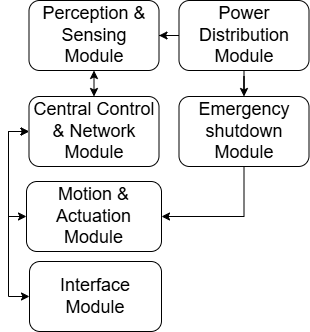 Perception &
Sensing
Module
Power
Distribution
Module
Central Control
& Network
Module
Emergency
shutdown
Module
Motion &
Actuation
Module
Interface
Module